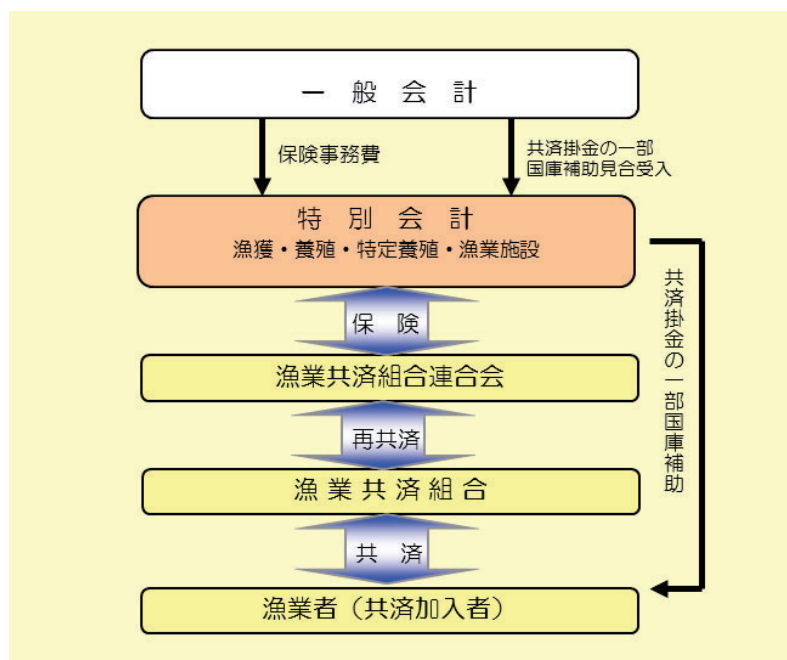 一般会計
保険事務費
共済掛金の一部
国庫補助見合受入
特別会計
漁獲・養殖・特定養殖・漁業施設
保険
漁業共済組合連合会
再共済
漁業共済組合
共済
漁業者（共済加入者）
共済掛金の一部国庫補助